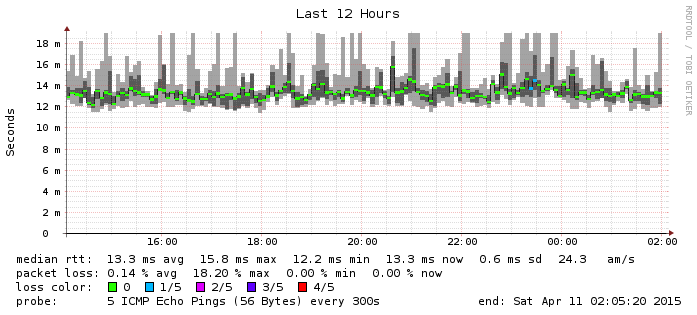 Last 12 Hours
RRDTOOL / TOBI OETIKER
Seconds
18 m
16 m
14 m
12 m
10 m
8 m
6 m
4 m
2 m
0
16:00 18:00 20:00 22:00 00:00 02:00
median rtt: 13.3 ms avg 15.8 ms max 12.2 ms min 13.3 ms now 0.6 ms sd 24.3 am/s
packet loss: 0.14 % avg 18.20 % max 0.00 % min 0.00 % now
loss color: 0 1/5 2/5 3/5 4/5
probe: 5 ICMP Echo Pings (56 Bytes) every 300s end: Sat Apr 11 02:05:20 2015